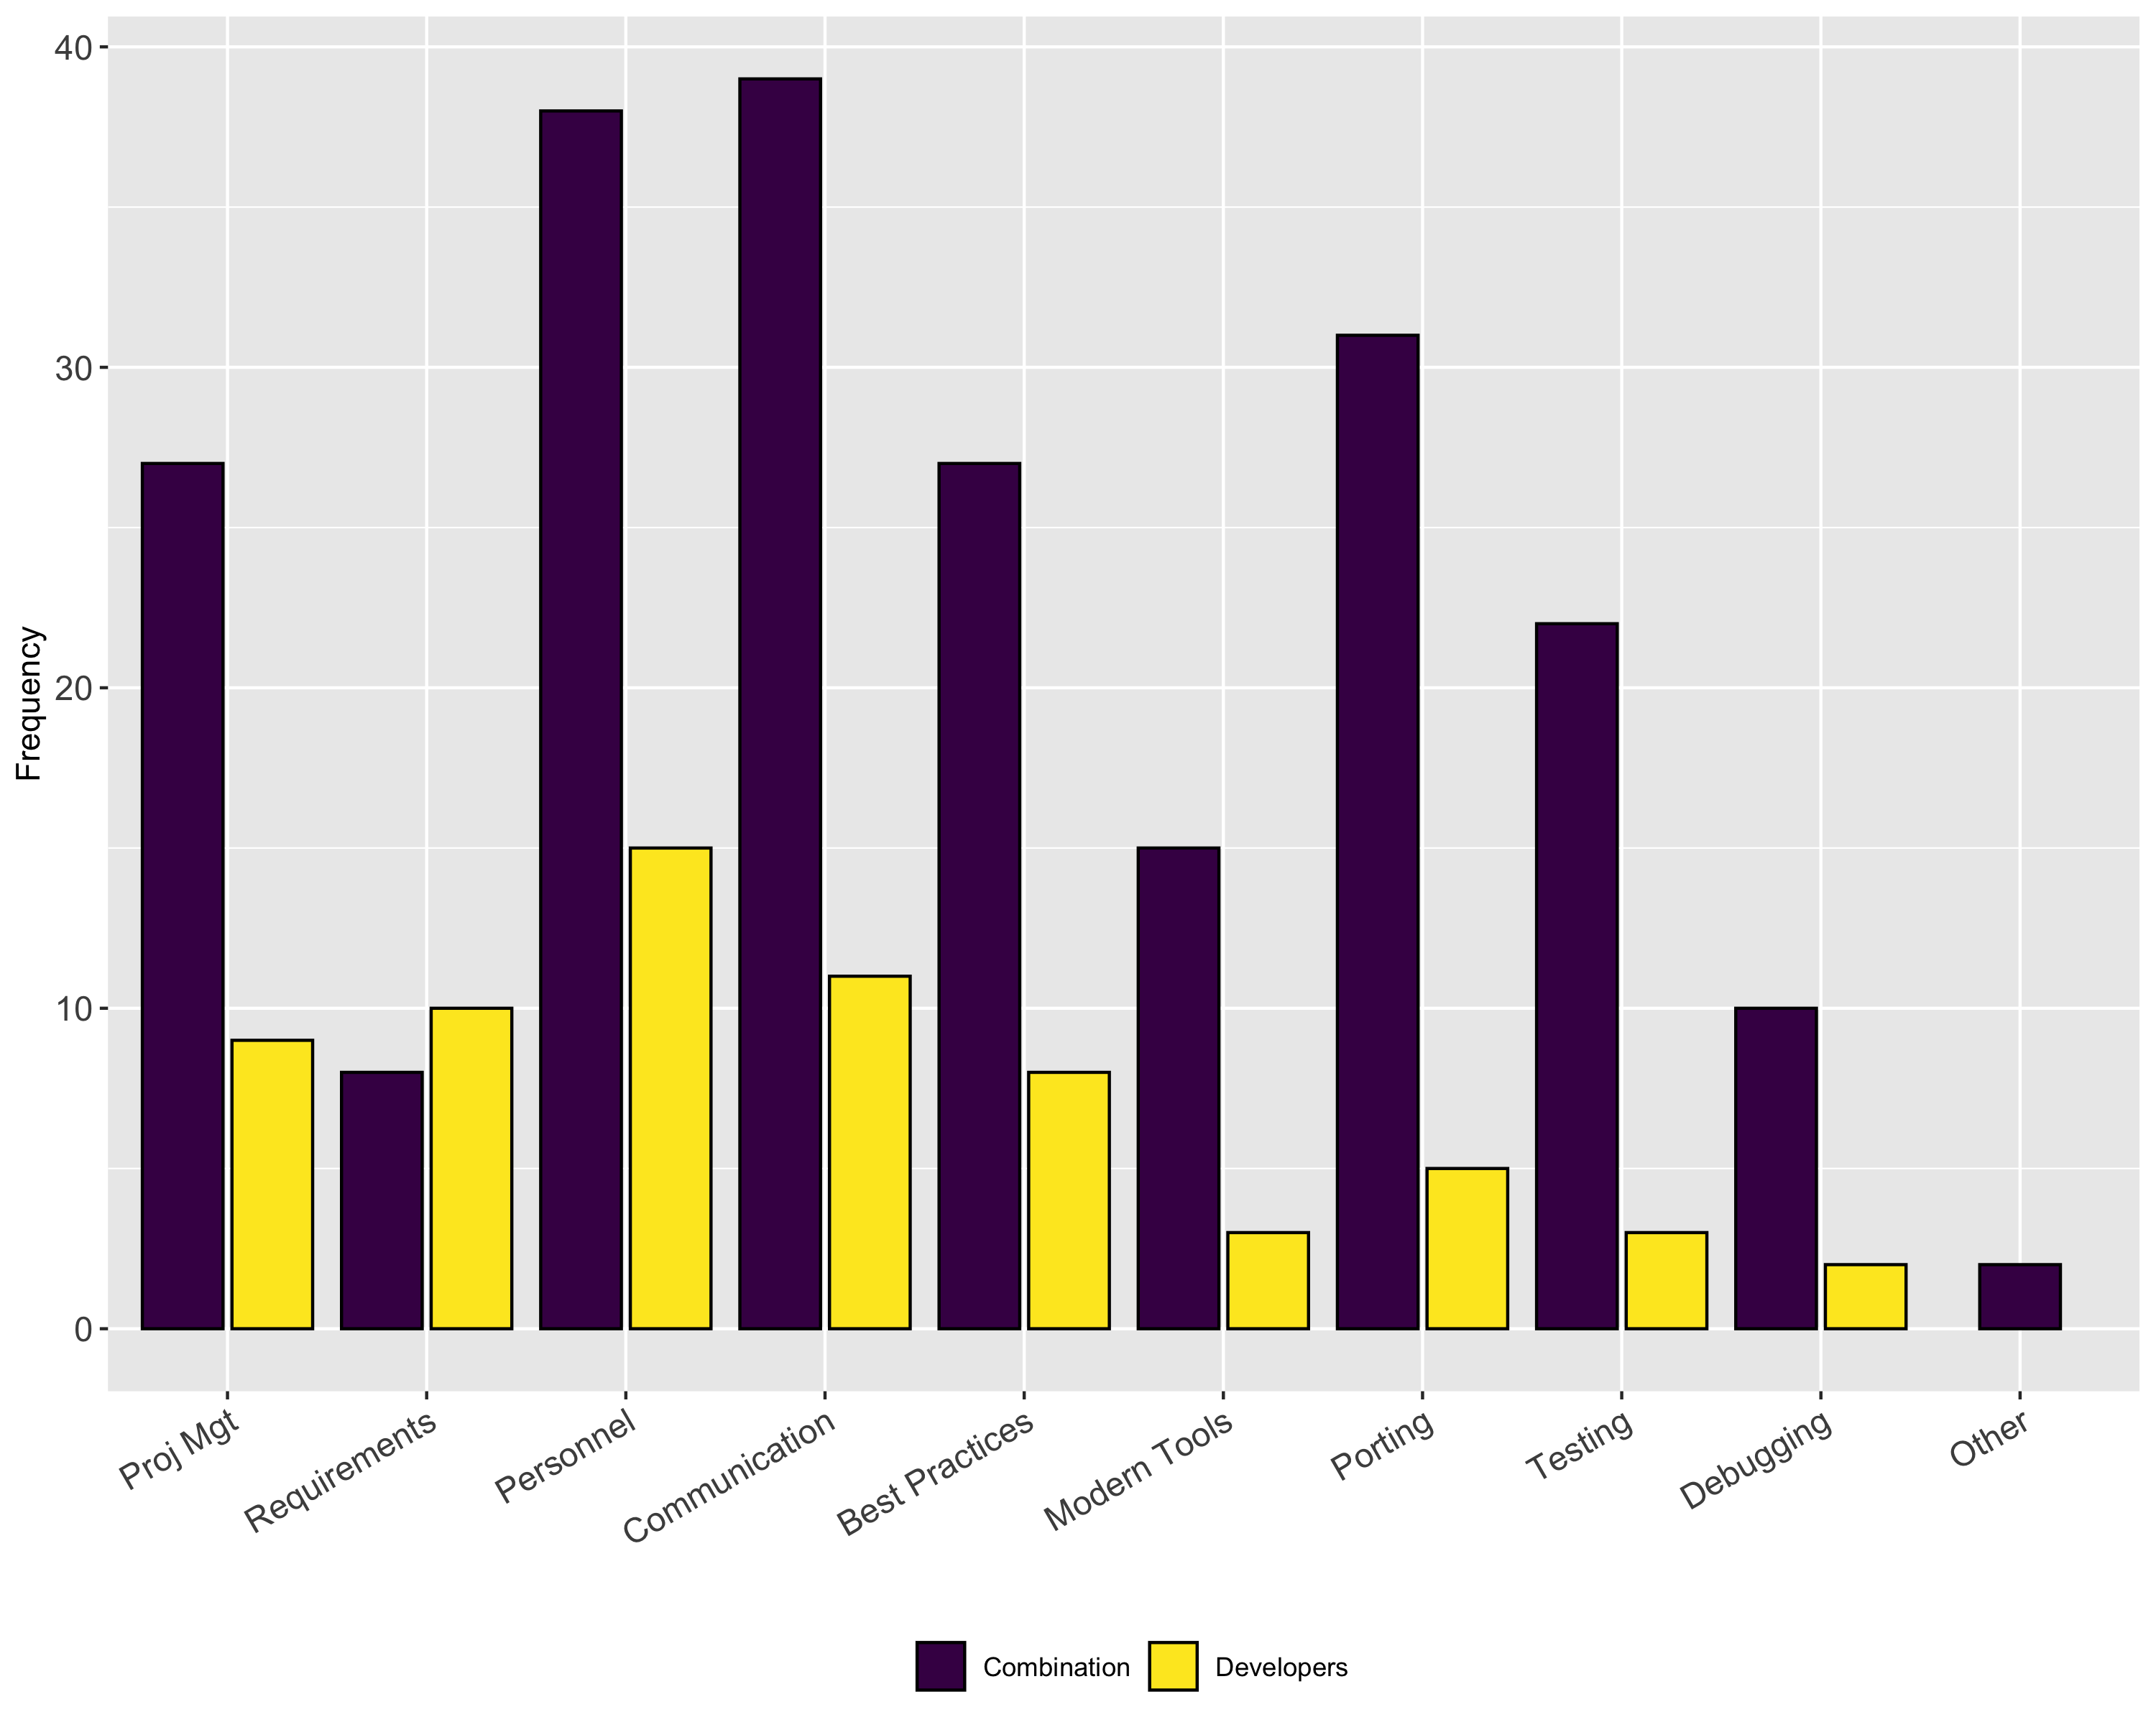 40
30
20
10
0
Frequency
Proj Mgt
Requirements
Personnel
Communication
Best Practices
Modern Tools
Porting
Testing
Debugging
Other
Combination
Developers